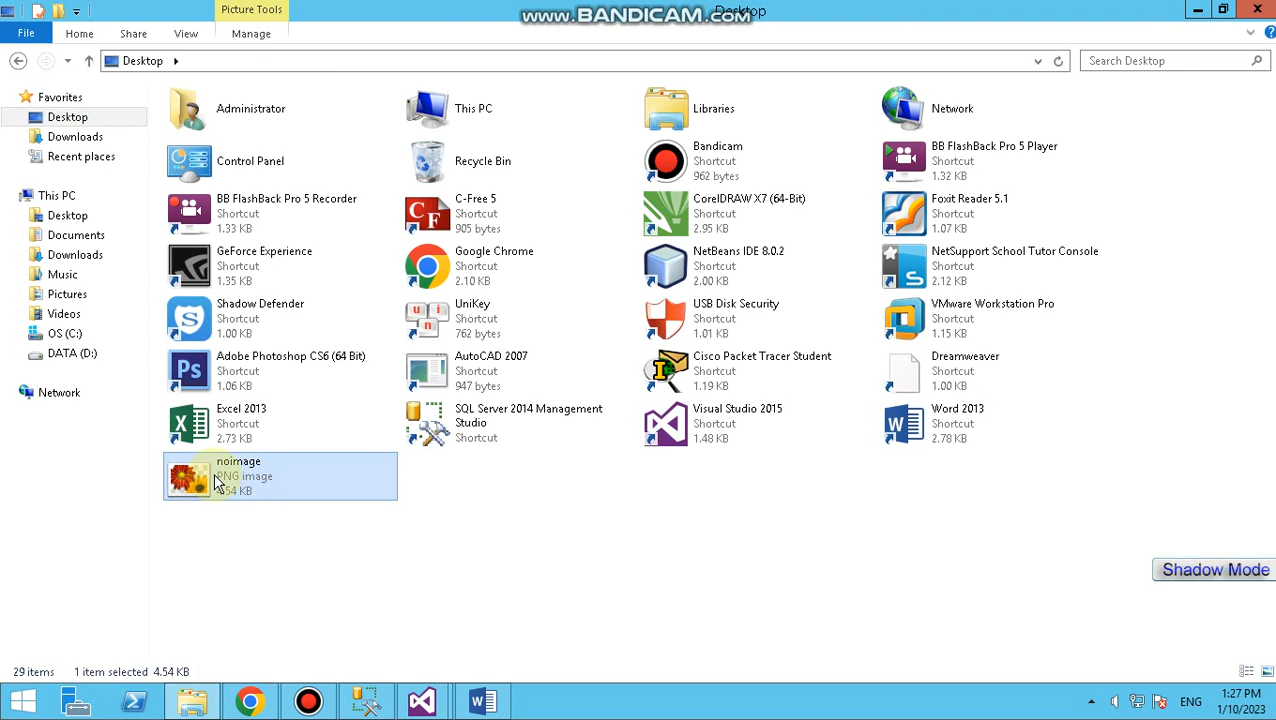 Picture Tools
www.BANDICAM.com
Desktop
File
Home
Share
View
Manage
Desktop
Search Desktop
Favorites
Desktop
Downloads
Recent places
This PC
Desktop
Documents
Downloads
Music
Pictures
Videos
OS (C:)
DATA (D:)
Network
Administrator
This PC
Libraries
Network
Control Panel
Recycle Bin
Bandicam
Shortcut
962 bytes
BB FlashBack Pro 5 Player
Shortcut
1.32 KB
BB FlashBack Pro 5 Recorder
Shortcut
1.33 KB
C-Free 5
Shortcut
905 bytes
CorelDRAW X7 (64-Bit)
Shortcut
2.95 KB
Foxit Reader 5.1
Shortcut
1.07 KB
GeForce Experience
Shortcut
1.35 KB
Google Chrome
Shortcut
2.10 KB
NetBeans IDE 8.0.2
Shortcut
2.00 KB
NetSupport School Tutor Console
Shortcut
2.12 KB
Shadow Defender
Shortcut
1.00 KB
UniKey
Shortcut
762 bytes
USB Disk Security
Shortcut
1.01 KB
VMware Workstation Pro
Shortcut
1.15 KB
Adobe Photoshop CS6 (64 Bit)
Shortcut
1.06 KB
AutoCAD 2007
Shortcut
947 bytes
Cisco Packet Tracer Student
Shortcut
1.19 KB
Dreamweaver
Shortcut
1.00 KB
Excel 2013
Shortcut
2.73 KB
SQL Server 2014 Management
Studio
Shortcut
Visual Studio 2015
Shortcut
1.48 KB
Word 2013
Shortcut
2.78 KB
noimage
PNG image
4.54 KB
Shadow Mode
29 items
1 item selected 4.54 KB
ENG
1:27 PM
1/10/2023